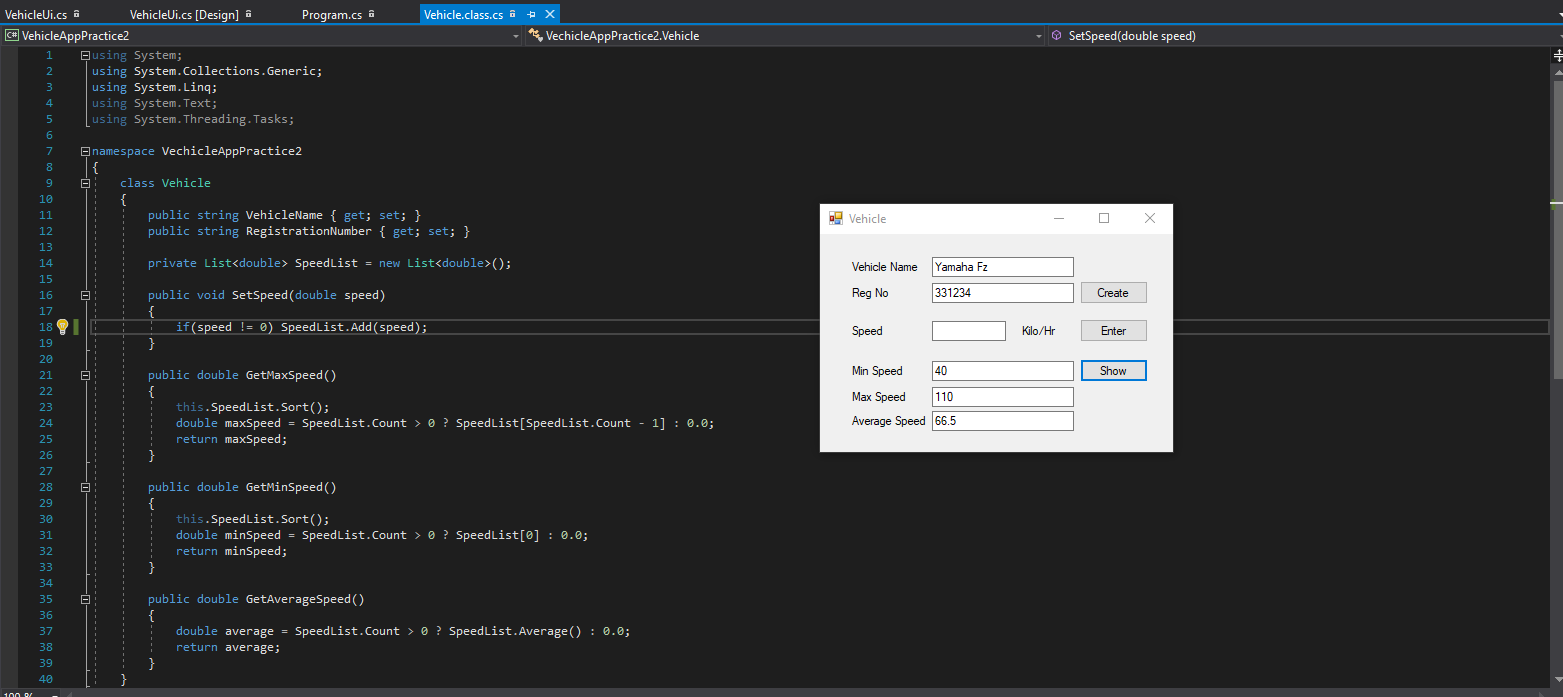 VehicleUi.cs VehicleUi.cs [Design] Program.cs Vehicle.class.cs
C# VehicleAppPractice2 VechicleAppPractice2.Vehicle SetSpeed(double speed)
1 using System;
2 using System.Collections.Generic;
3 using System.Linq;
4 using System.Text;
5 using System.Threading.Tasks;
6
7 namespace VechicleAppPractice2
8 {
9 class Vehicle
10 {
11 public string VehicleName { get; set; }
12 public string RegistrationNumber { get; set; }
13
14 private List<double> SpeedList = new List<double>();
15
16 public void SetSpeed(double speed)
17 {
18 if(speed != 0) SpeedList.Add(speed);
19 }
20
21 public double GetMaxSpeed()
22 {
23 this.SpeedList.Sort();
24 double maxSpeed = SpeedList.Count > 0 ? SpeedList[SpeedList.Count - 1] : 0.0;
25 return maxSpeed;
26 }
27
28 public double GetMinSpeed()
29 {
30 this.SpeedList.Sort();
31 double minSpeed = SpeedList.Count > 0 ? SpeedList[0] : 0.0;
32 return minSpeed;
33 }
34
35 public double GetAverageSpeed()
36 {
37 double average = SpeedList.Count > 0 ? SpeedList.Average() : 0.0;
38 return average;
39 }
40 }
100 %
Vehicle
Vehicle Name Yamaha Fz
Reg No 331234 Create
Speed Kilo/Hr Enter
Min Speed 40 Show
Max Speed 110
Average Speed 66.5